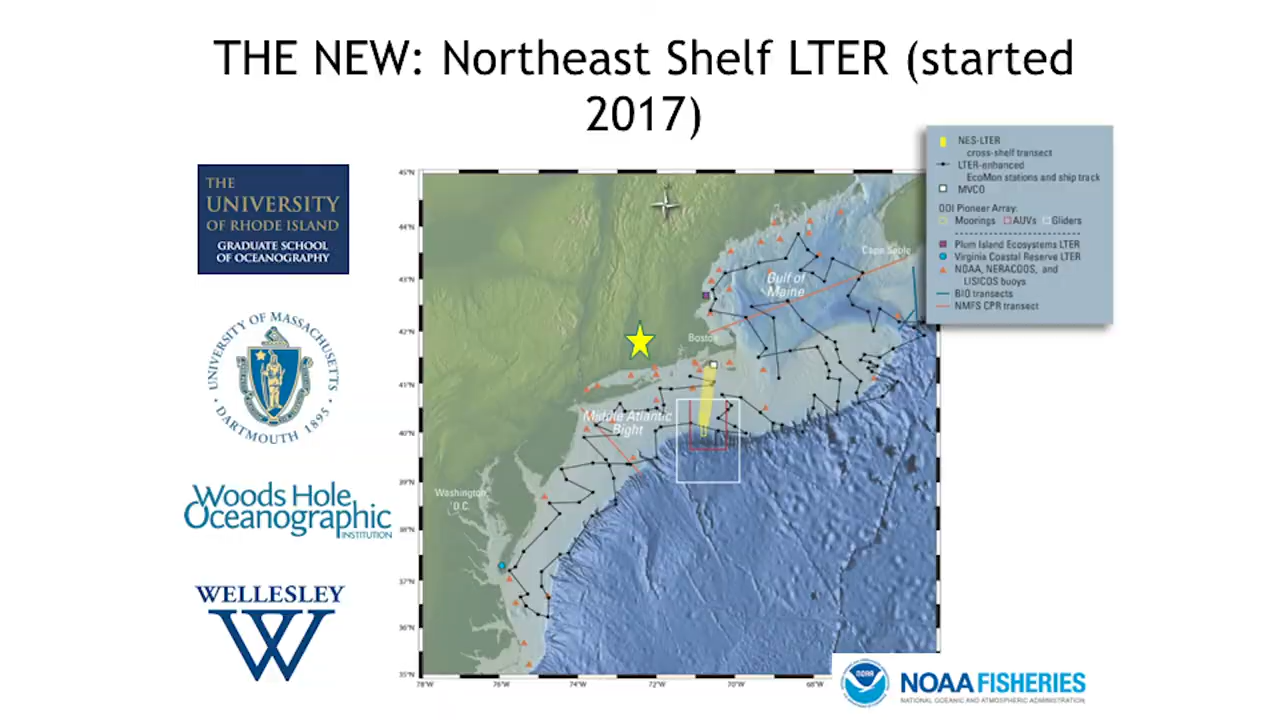 THE NEW: Northeast Shelf LTER (started
2017)
NES-LTER
cross-shelf transect
LTER-enhanced
EcoMon stations and ship track
MVCO
OOI Pioneer Array:
Moorings AUVs Gliders
Plum Island Ecosystems LTER
Virginia Coastal Reserve LTER
NOAA, NERACOOS, and
LISICOS buoys
BIO transects
NMFS CPR transect
THE
UNIVERSITY
OF RHODE ISLAND
GRADUATE SCHOOL
OF OCEANOGRAPHY
UNIVERSITY OF MASSACHUSETTS
· DARTMOUTH 1895 ·
Woods Hole
Oceanographic
INSTITUTION
WELLESLEY
W
45°N
44°N
43°N
42°N
41°N
40°N
39°N
38°N
37°N
36°N
35°N
Cape Sable
Gulf of
Maine
Boston
Middle Atlantic
Bight
Washington,
D.C.
78°W 76°W 74°W 72°W 70°W 68°W
NOAA
NOAA FISHERIES
NATIONAL OCEANIC AND ATMOSPHERIC ADMINISTRATION